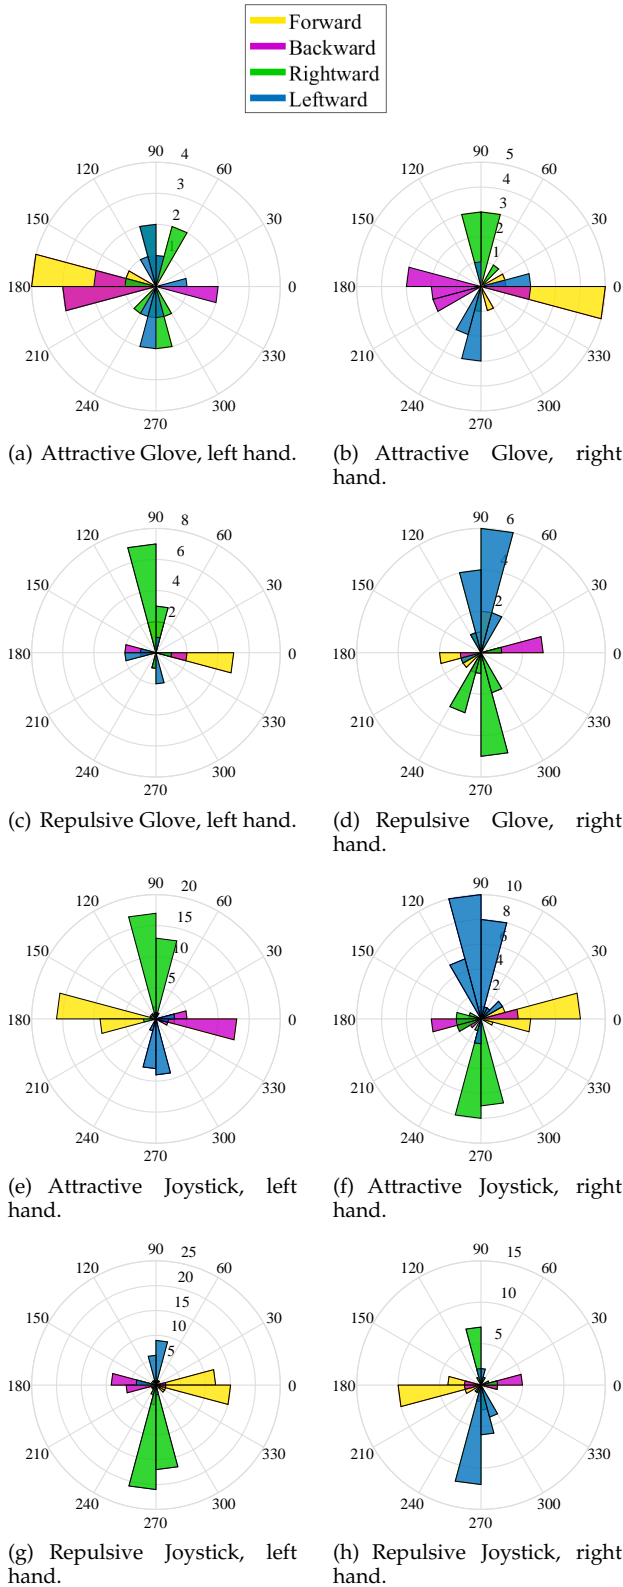 Forward
Backward
Rightward
Leftward
90 4 90 5
120 3 60 120 4 60
150 2 30 150 3 30
1 2
1
180 0 180 0
210 330 210 330
240 300 240 300
270 270
(a) Attractive Glove, left hand. (b) Attractive Glove, right
hand.
90 8 90 6
120 6 60 120 4 60
150 4 30 150 2 30
2
180 0 180 0
210 330 210 330
240 300 240 300
270 270
(c) Repulsive Glove, left hand. (d) Repulsive Glove, right
hand.
90 20 90 10
120 15 60 120 8 60
150 10 30 150 6 30
5 4
2
180 0 180 0
210 330 210 330
240 300 240 300
270 270
(e) Attractive Joystick, left (f) Attractive Joystick, right
hand. hand.
90 25 90 15
120 20 60 120 10 60
150 15 30 150 5 30
10
5
180 0 180 0
210 330 210 330
240 300 240 300
270 270
(g) Repulsive Joystick, left (h) Repulsive Joystick, right
hand. hand.